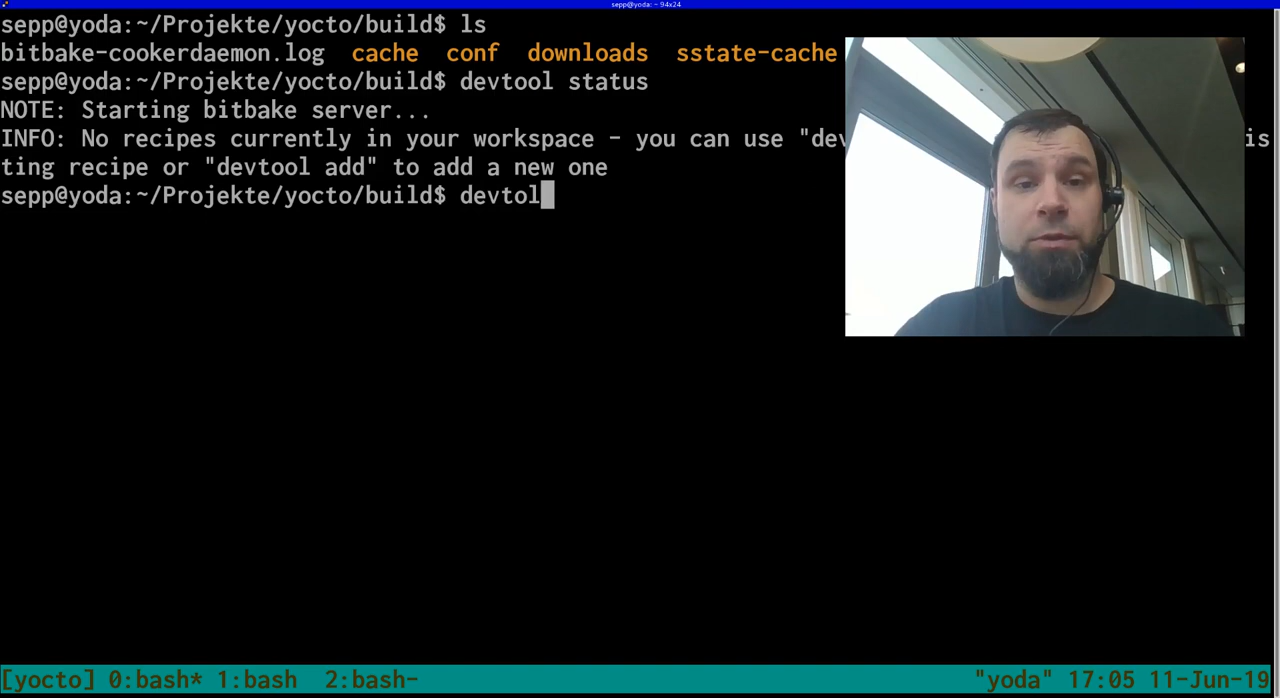 sepp@yoda: ~ 94x24
sepp@yoda:~/Projekte/yocto/build$ ls
bitbake-cookerdaemon.log cache conf downloads sstate-cache
sepp@yoda:~/Projekte/yocto/build$ devtool status
NOTE: Starting bitbake server...
INFO: No recipes currently in your workspace - you can use "dev is
ting recipe or "devtool add" to add a new one
sepp@yoda:~/Projekte/yocto/build$ devtol
[yocto] 0:bash* 1:bash 2:bash- "yoda" 17:05 11-Jun-19